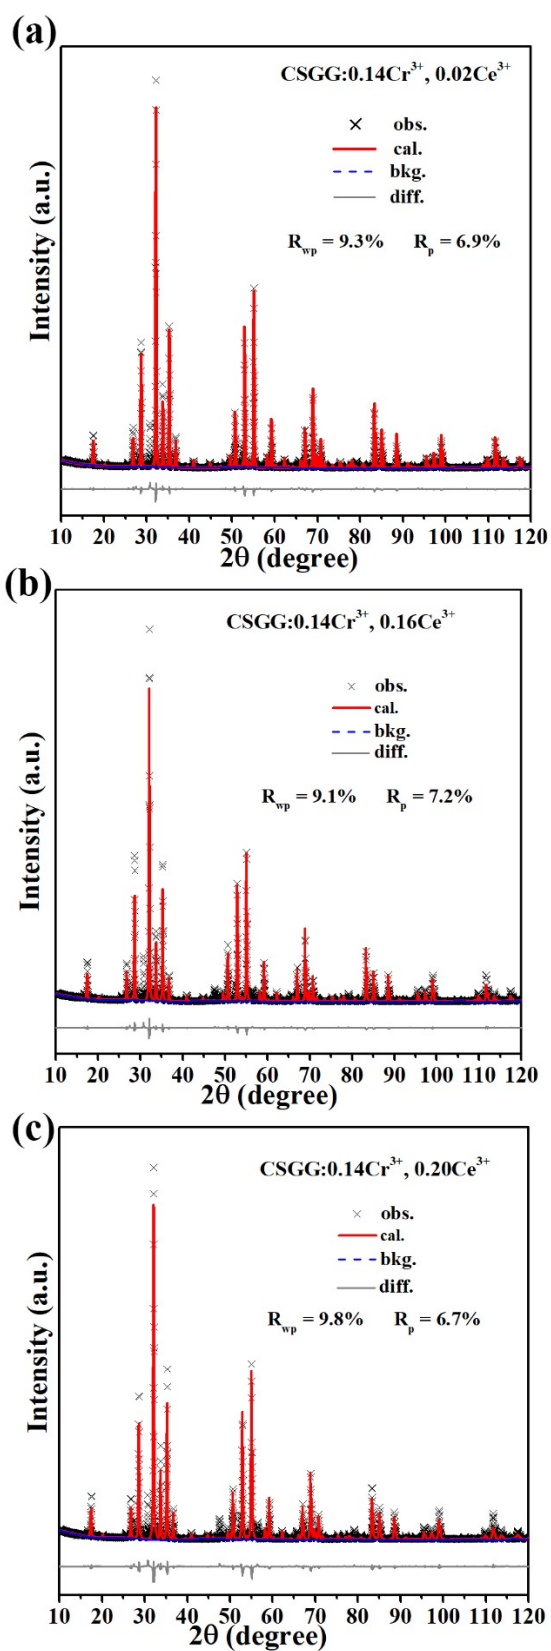 (a)
CSGG:0.14Cr³⁺, 0.02Ce³⁺
obs.
cal.
bkg.
diff.
R_wp = 9.3% R_p = 6.9%
Intensity (a.u.)
10 20 30 40 50 60 70 80 90 100 110 120
2θ (degree)
(b)
CSGG:0.14Cr³⁺, 0.16Ce³⁺
obs.
cal.
bkg.
diff.
R_wp = 9.1% R_p = 7.2%
Intensity (a.u.)
10 20 30 40 50 60 70 80 90 100 110 120
2θ (degree)
(c)
CSGG:0.14Cr³⁺, 0.20Ce³⁺
obs.
cal.
bkg.
diff.
R_wp = 9.8% R_p = 6.7%
Intensity (a.u.)
10 20 30 40 50 60 70 80 90 100 110 120
2θ (degree)